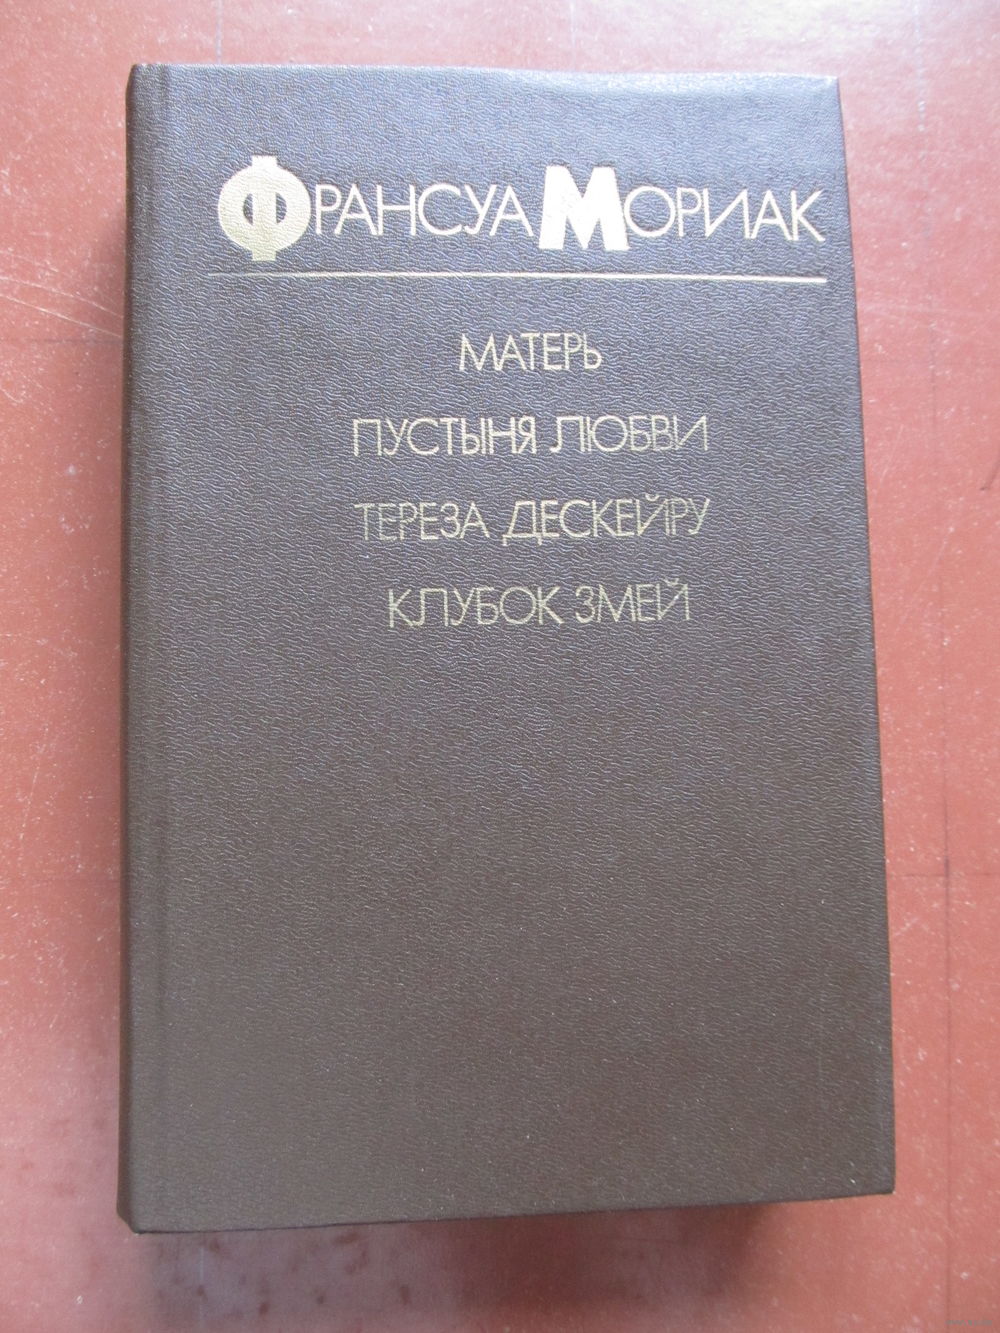 ФРАНСУА МОРИАК
МАТЕРЬ
ПУСТЫНЯ ЛЮБВИ
ТЕРЕЗА ДЕСКЕЙРУ
КЛУБОК ЗМЕЙ